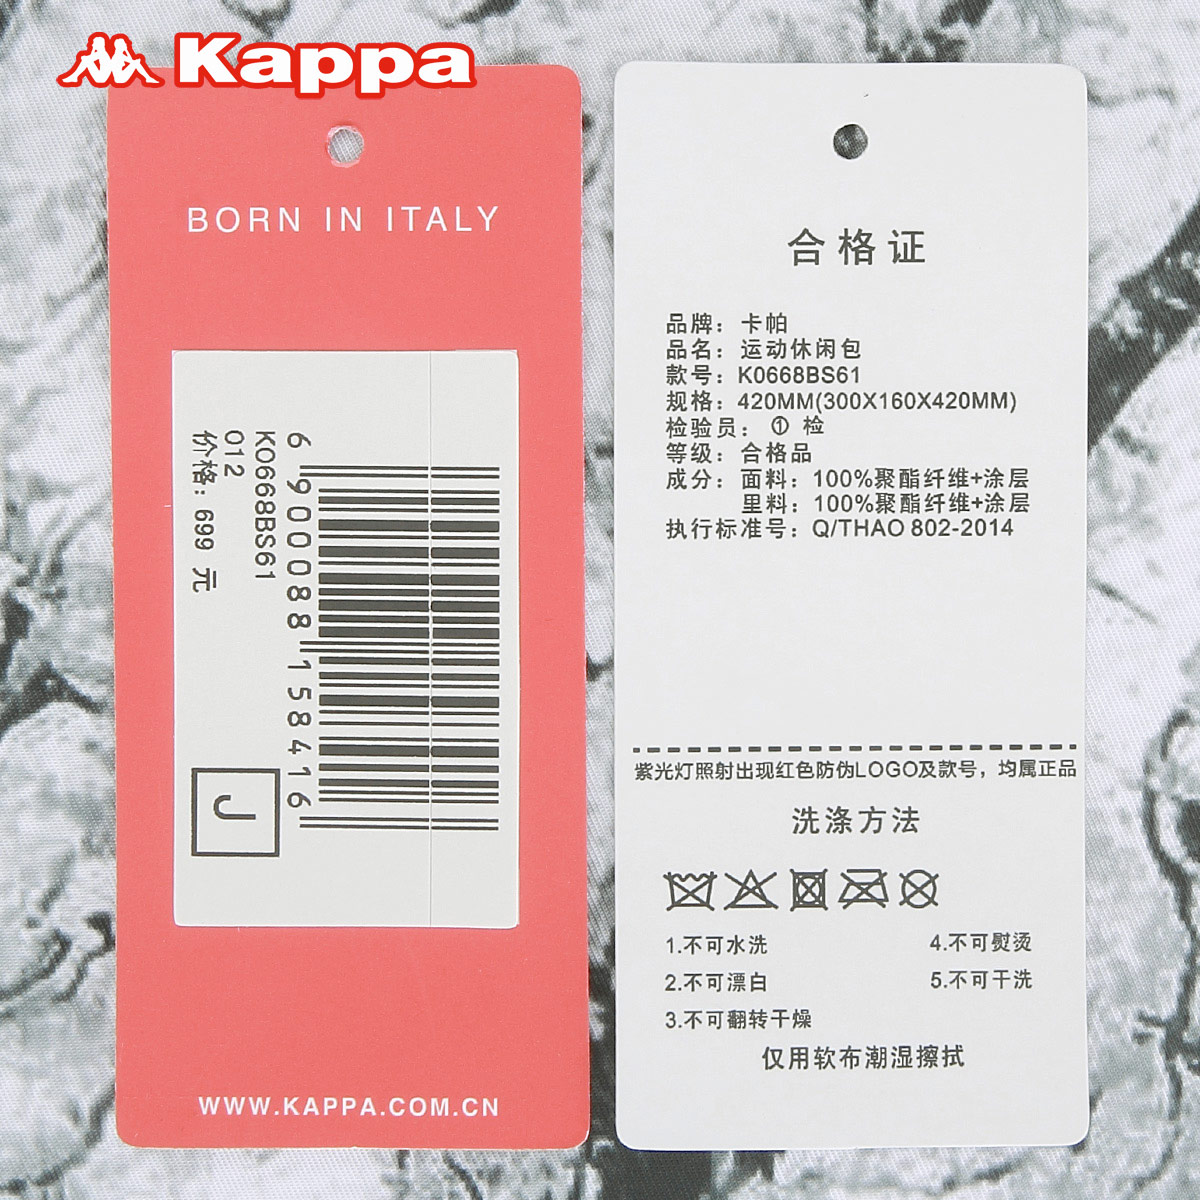 Kappa
BORN IN ITALY
6 900088 158416
K0668BS61
012
价格: 699 元
J
WWW.KAPPA.COM.CN
合格证
品牌: 卡帕
品名: 运动休闲包
款号: K0668BS61
规格: 420MM(300X160X420MM)
检验员: ① 检
等级: 合格品
成分: 面料: 100%聚酯纤维+涂层
里料: 100%聚酯纤维+涂层
执行标准号: Q/THAO 802-2014
紫光灯照射出现红色防伪LOGO及款号，均属正品
洗涤方法
1.不可水洗
2.不可漂白
3.不可翻转干燥
4.不可熨烫
5.不可干洗
仅用软布潮湿擦拭